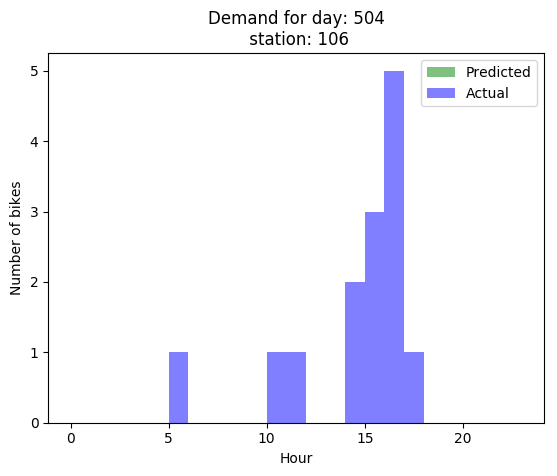 Demand for day: 504
station: 106
Predicted
Actual
5
4
3
2
1
0
Number of bikes
0 5 10 15 20
Hour